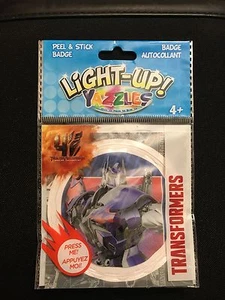 PEEL & STICK
BADGE
BADGE
AUTOCOLLANT
LiGHT-UP!
YAZZLES
4+
TRANSFORMERS
PRESS
ME!
APPUYEZ
MOI!